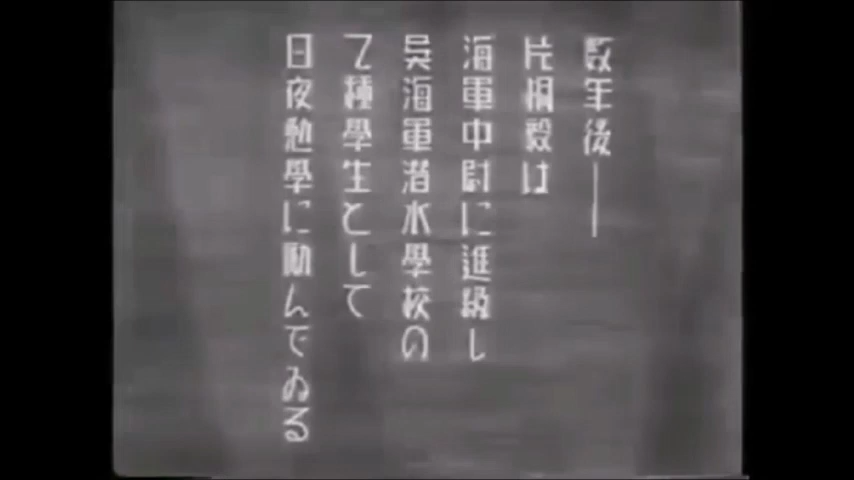 数年後──
片桐毅は
海軍中尉に進級し
呉海軍潜水學校の
乙種學生として
日夜勉學に勵んでゐる